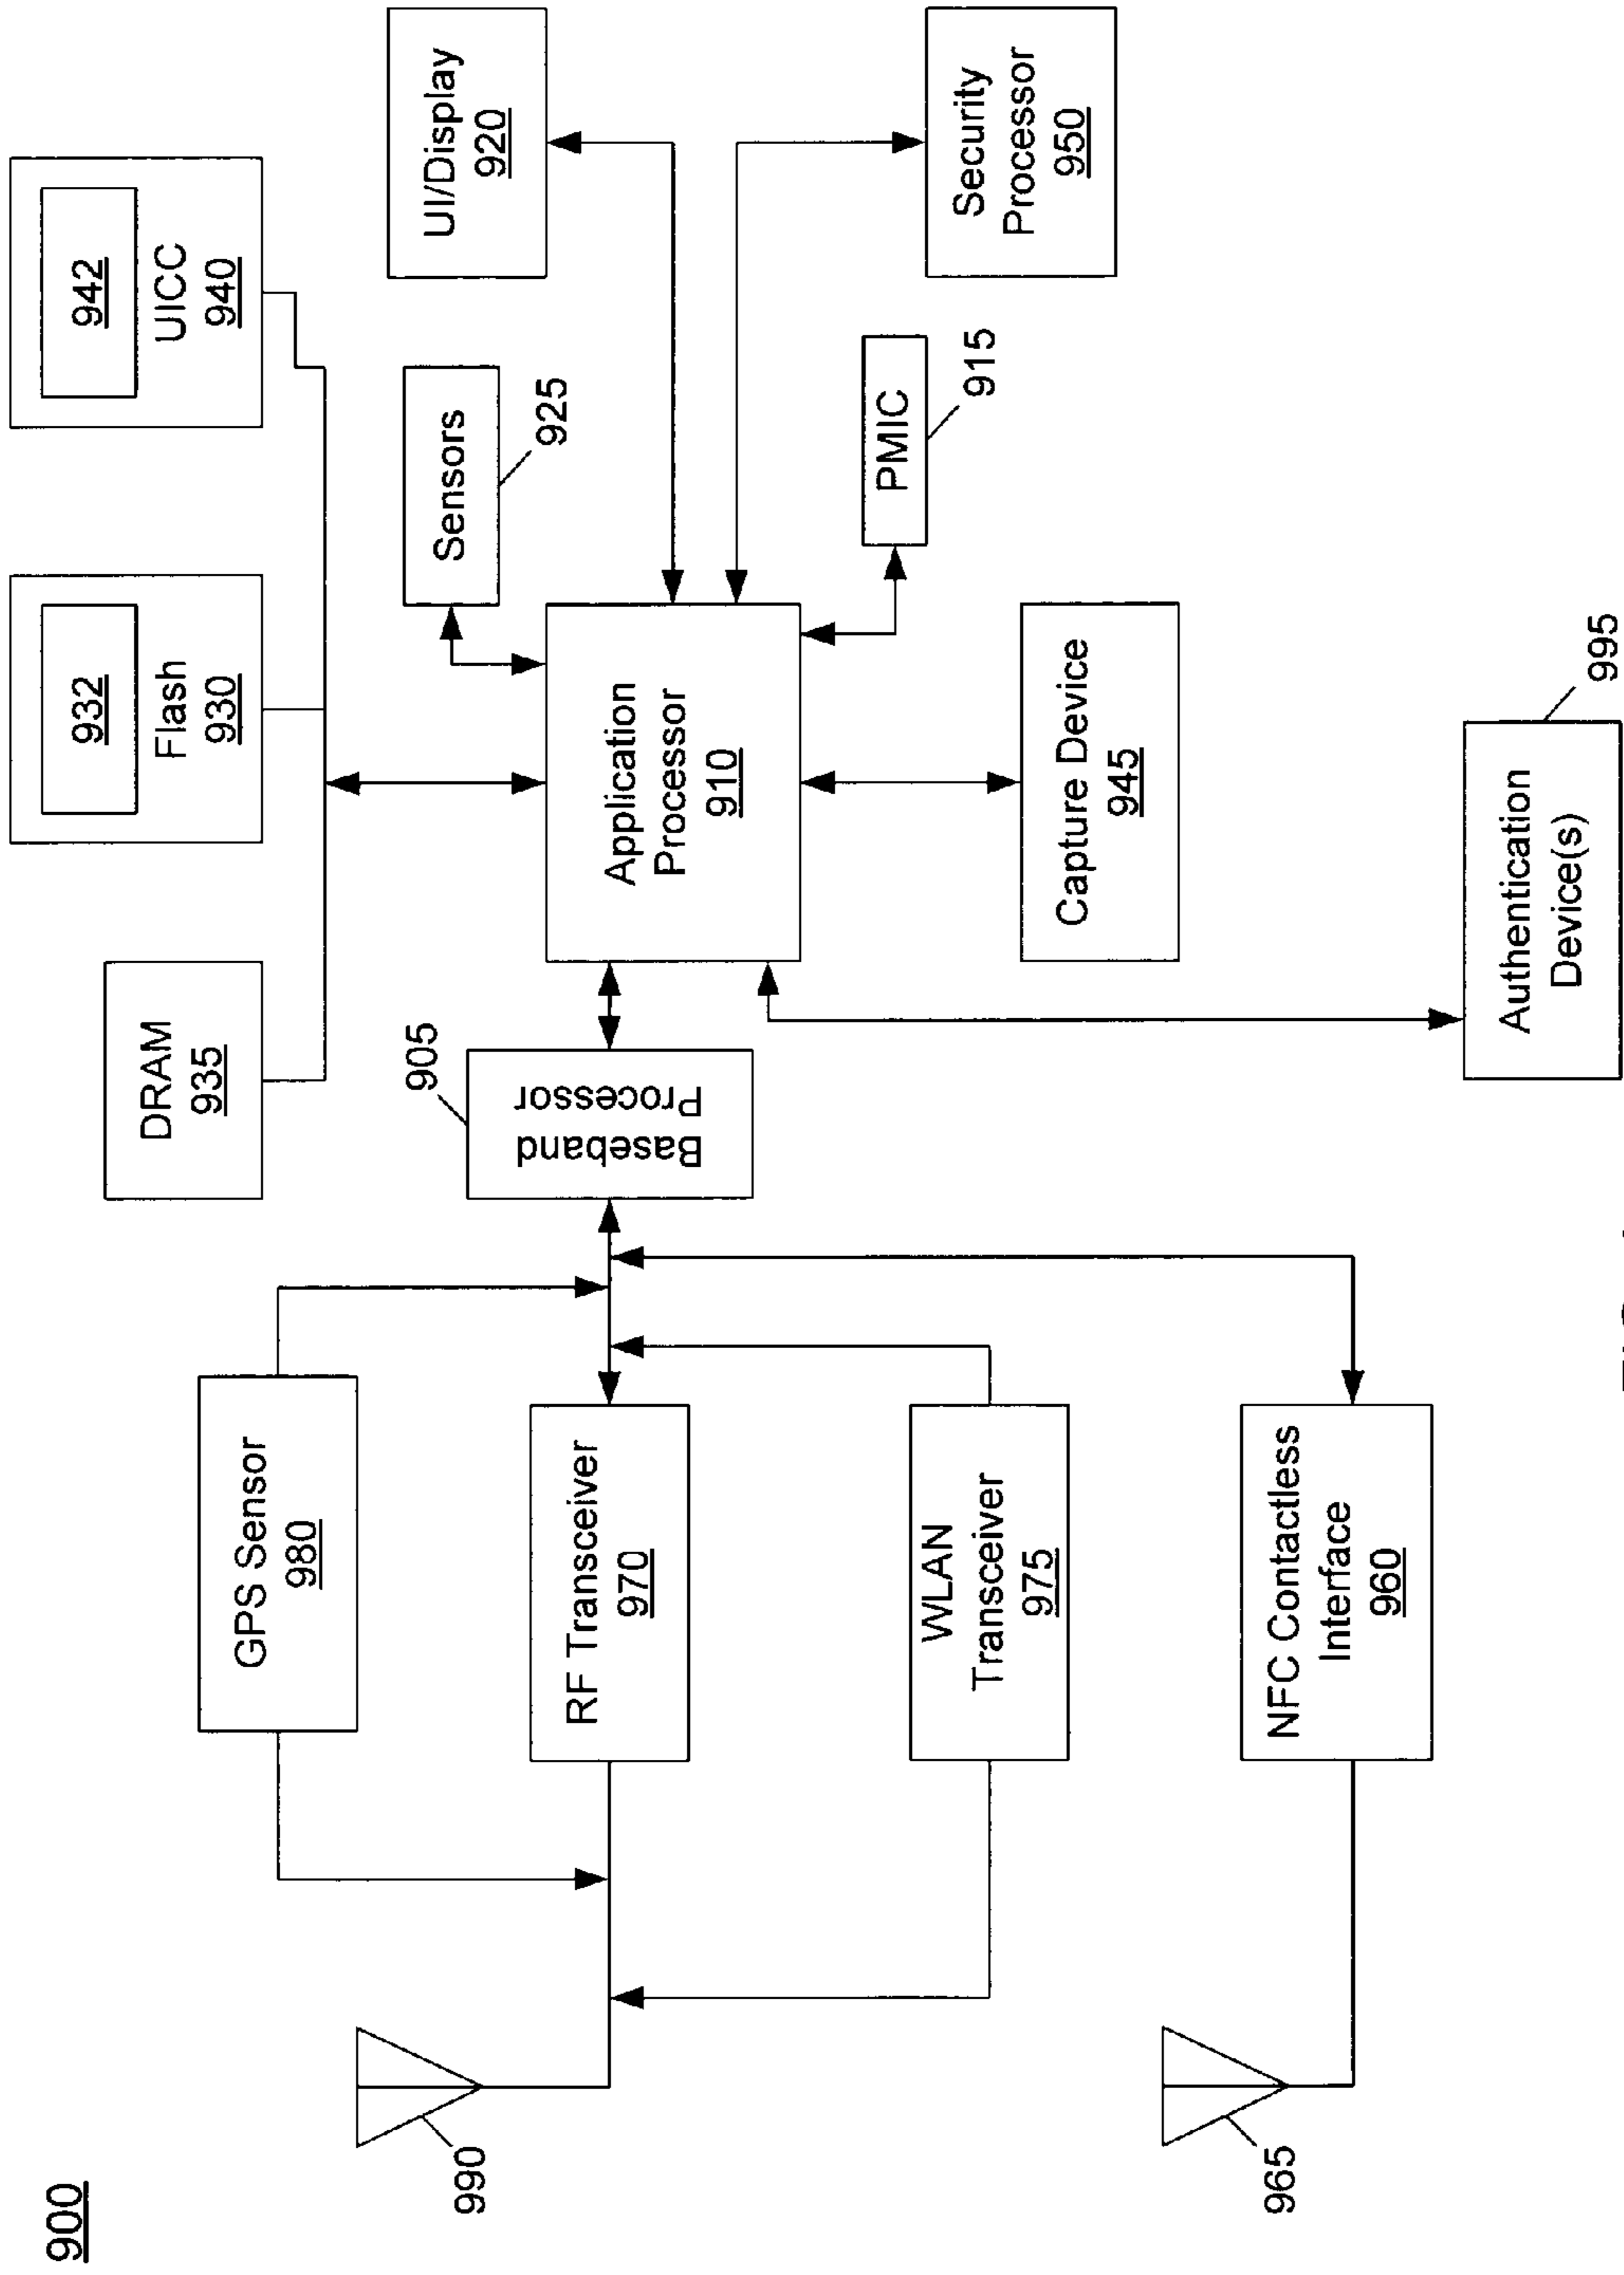 900
DRAM
935
932
Flash
930
942
UICC
940
GPS Sensor
980
905
Baseband
Processor
Sensors
925
UI/Display
920
990
RF Transceiver
970
Application
Processor
910
WLAN
Transceiver
975
PMIC
915
Security
Processor
950
Capture Device
945
965
NFC Contactless
Interface
960
Authentication
Device(s)
995